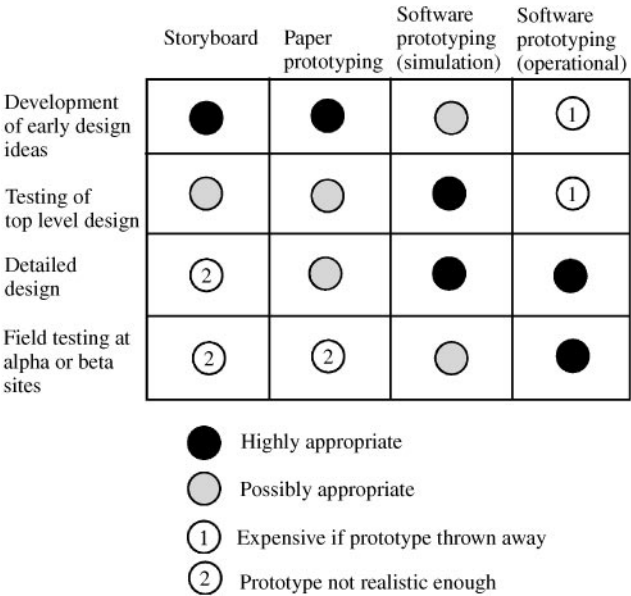 Storyboard
Paper
prototyping
Software
prototyping
(simulation)
Software
prototyping
(operational)
Development
of early design
ideas
1
Testing of
top level design
1
Detailed
design
2
Field testing at
alpha or beta
sites
2
2
Highly appropriate
Possibly appropriate
1 Expensive if prototype thrown away
2 Prototype not realistic enough